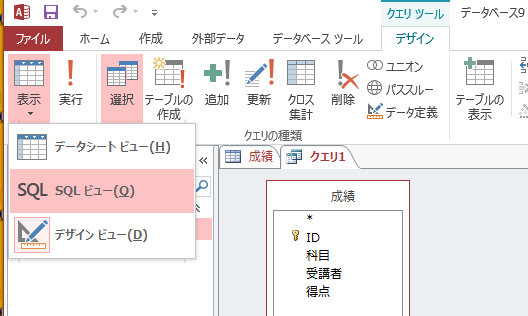 クエリ ツール
データベース9
ファイル ホーム 作成 外部データ データベース ツール デザイン
表示 実行 選択 テーブルの作成 追加 更新 クロス集計 削除 テーブルの表示
ユニオン
パススルー
データ定義
クエリの種類
データシート ビュー(H)
SQL SQL ビュー(Q)
デザイン ビュー(D)
成績 クエリ1
成績
*
ID
科目
受講者
得点